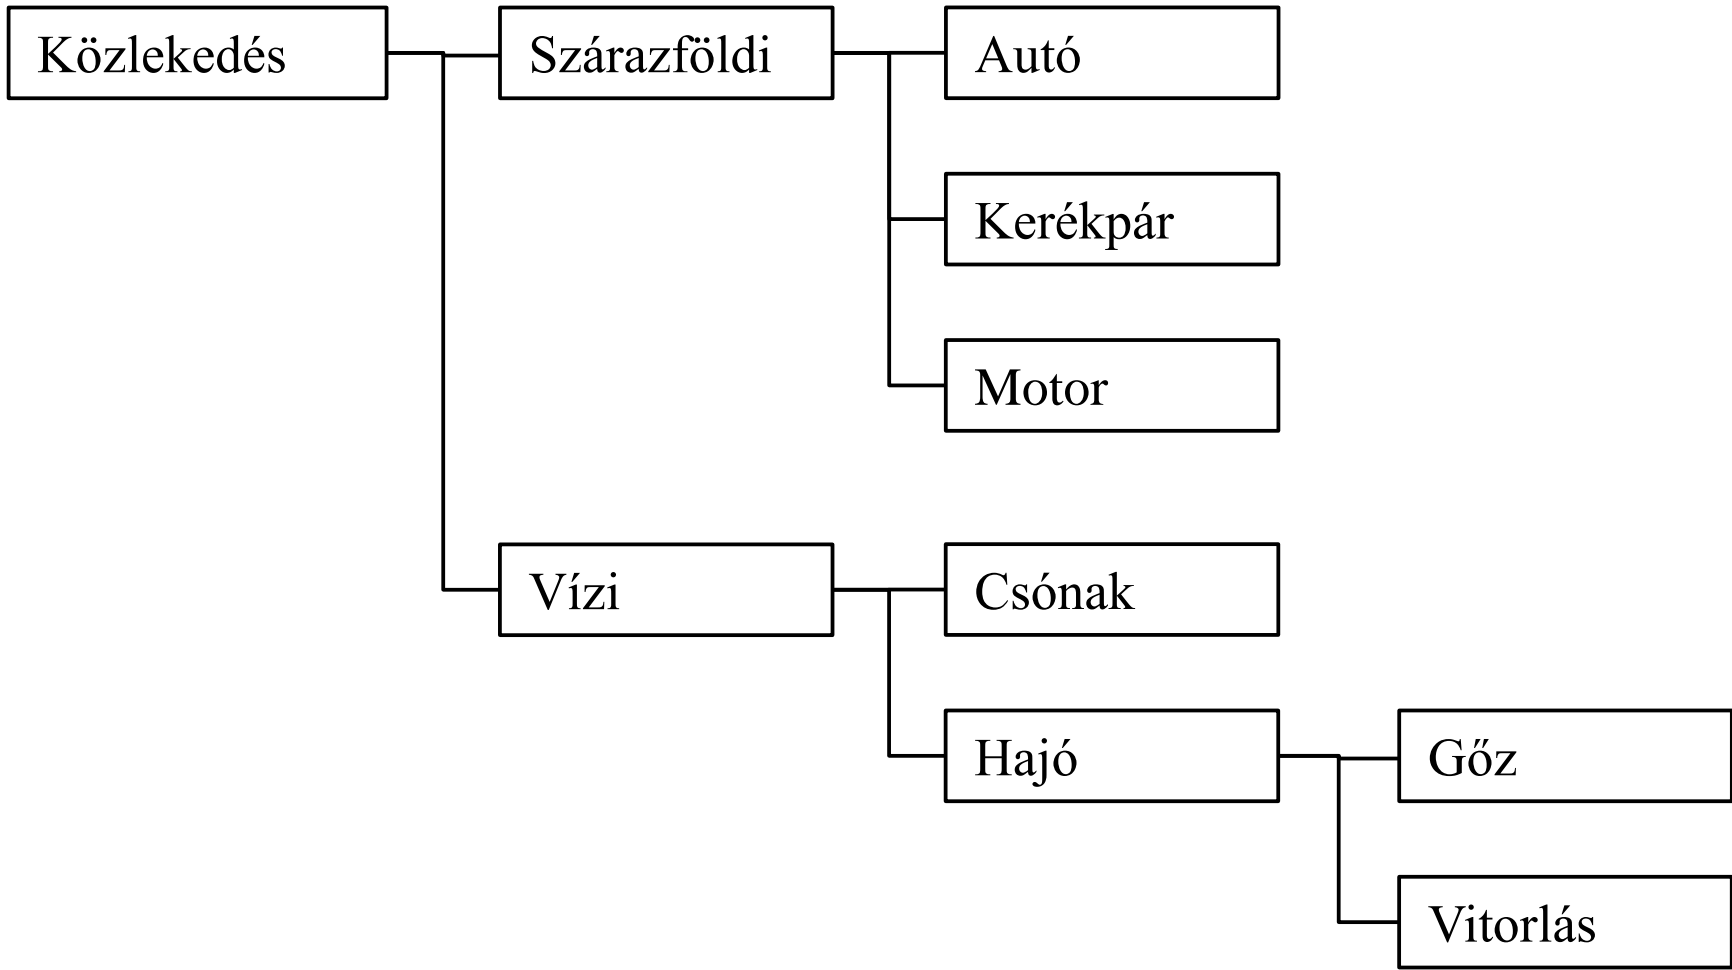 Közlekedés
Szárazföldi
Autó
Kerékpár
Motor
Vízi
Csónak
Hajó
Gőz
Vitorlás